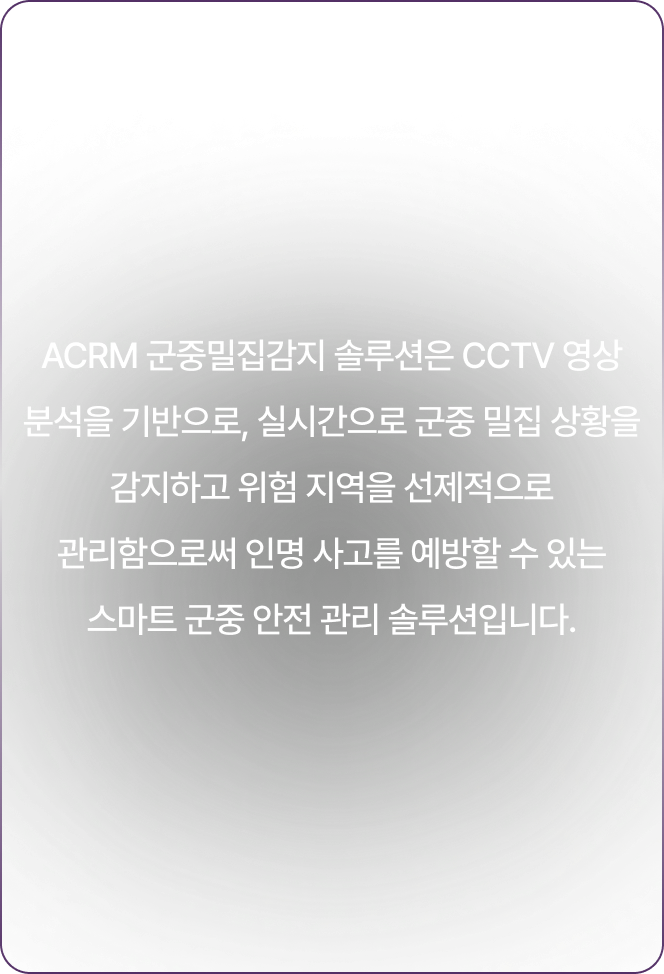 ACRM 군중밀집감지 솔루션은 CCTV 영상
분석을 기반으로, 실시간으로 군중 밀집 상황을
감지하고 위험 지역을 선제적으로
관리함으로써 인명 사고를 예방할 수 있는
스마트 군중 안전 관리 솔루션입니다.